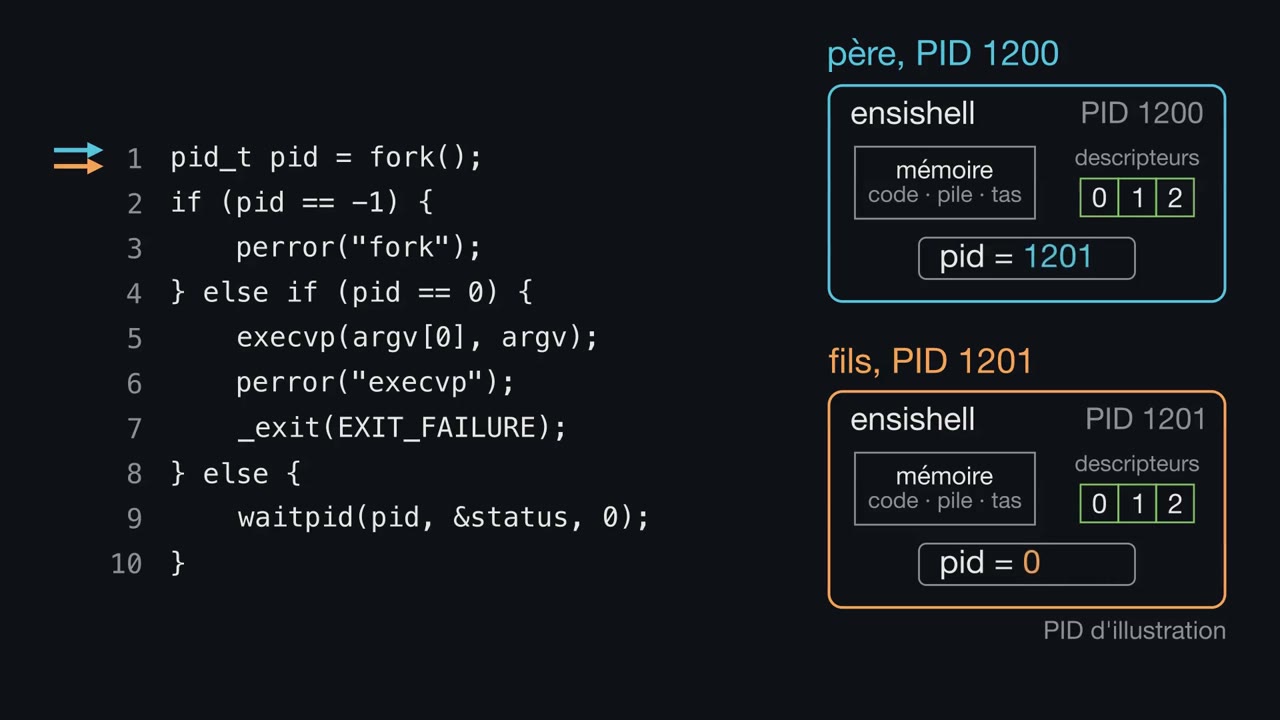 1 pid_t pid = fork();
2 if (pid == -1) {
3 perror("fork");
4 } else if (pid == 0) {
5 execvp(argv[0], argv);
6 perror("execvp");
7 _exit(EXIT_FAILURE);
8 } else {
9 waitpid(pid, &status, 0);
10 }
père, PID 1200
ensishell PID 1200
mémoire
code · pile · tas
descripteurs
0 1 2
pid = 1201
fils, PID 1201
ensishell PID 1201
mémoire
code · pile · tas
descripteurs
0 1 2
pid = 0
PID d'illustration